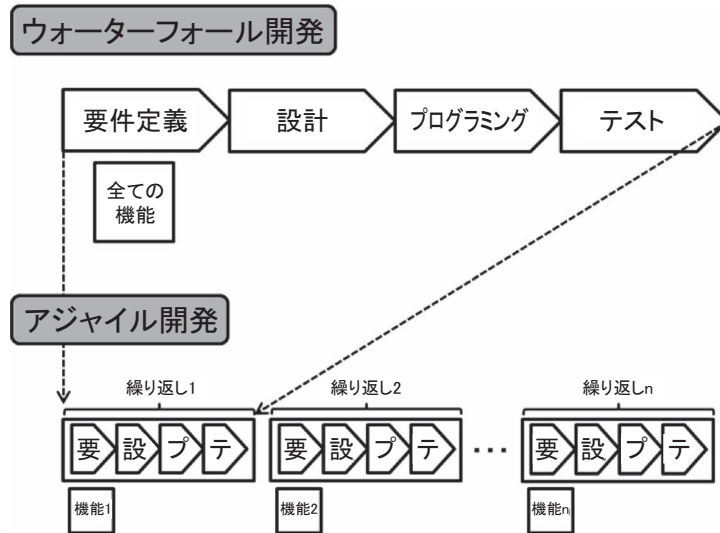 ウォーターフォール開発
要件定義
設計
プログラミング
テスト
全ての
機能
アジャイル開発
繰り返し1
繰り返し2
繰り返しn
要
設
プ
テ
要
設
プ
テ
・・・
要
設
プ
テ
機能1
機能2
機能n